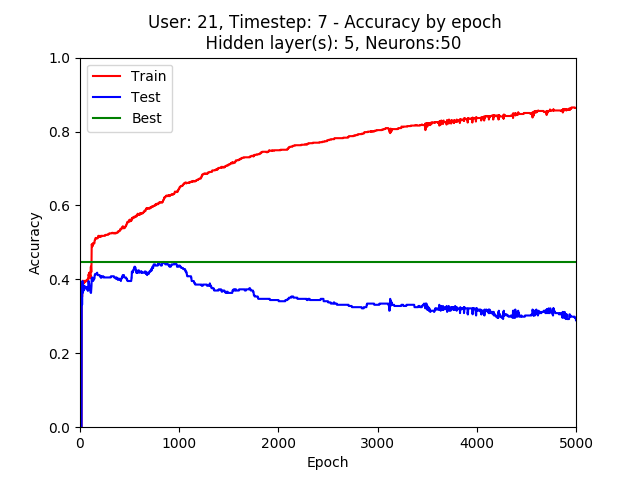 User: 21, Timestep: 7 - Accuracy by epoch
Hidden layer(s): 5, Neurons:50
1.0
Train
Test
Best
0.8
0.6
Accuracy
0.4
0.2
0.0
0 1000 2000 3000 4000 5000
Epoch